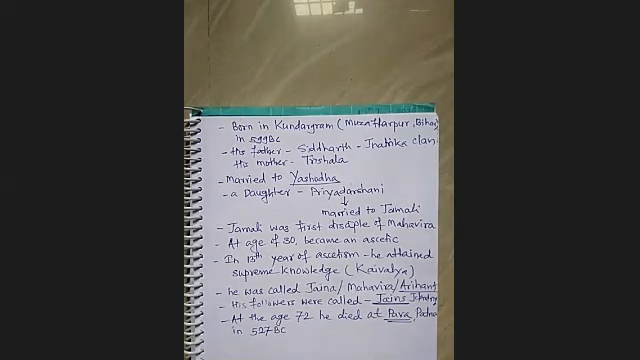 - Born in Kundargram (Muzaffarpur, Bihar)
in 599BC
- His father - Siddharth - Jnatrika clan
His mother - Trishala
- Married to Yashodha
- a Daughter - Priyadarshani
↓
married to Jamali
- Jamali was first disciple of Mahavira
- At age of 30, became an ascetic
- In 13th year of ascetism - he attained
supreme knowledge (Kaivalya)
- he was called Jaina/Mahavira/Arihant
- His followers were called - Jains
- At the age 72 he died at Pava, Patna
in 527BC